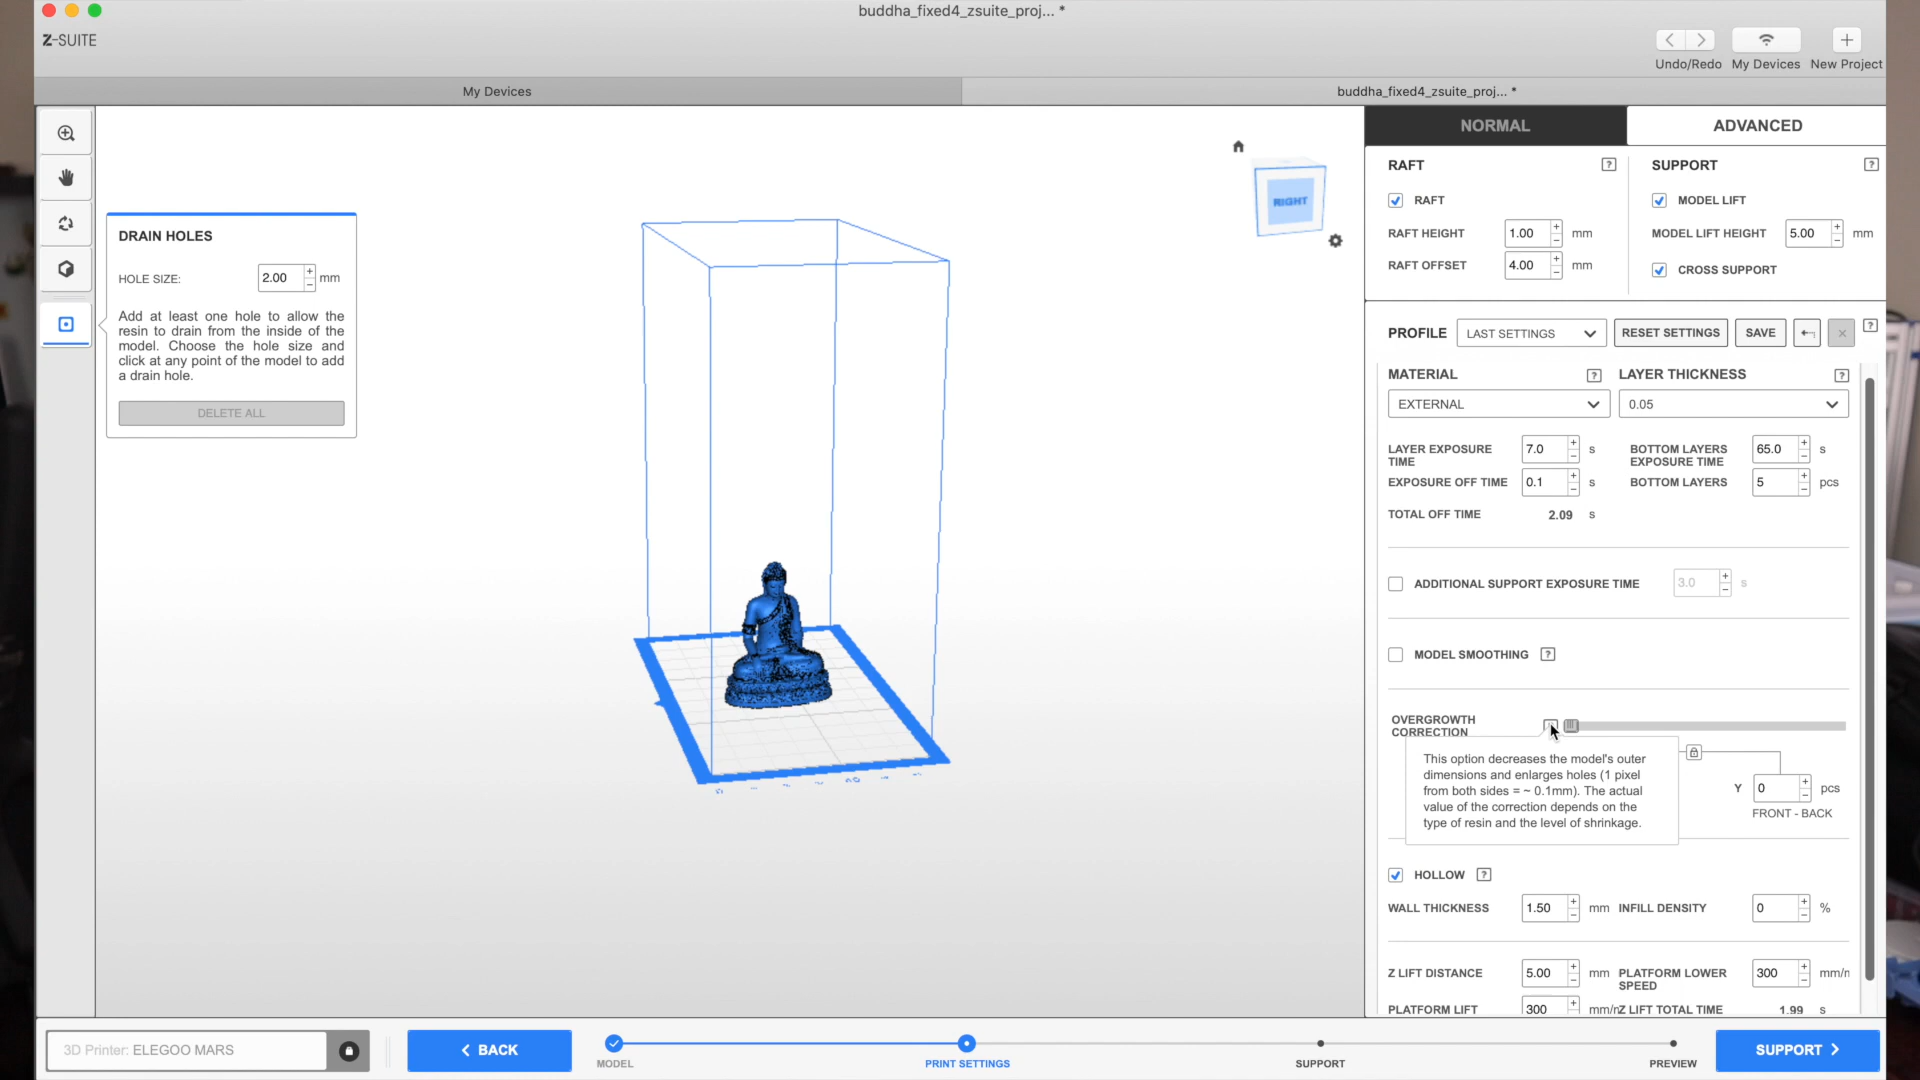 buddha_fixed4_zsuite_proj... *
Z-SUITE
Undo/Redo My Devices New Project
My Devices
buddha_fixed4_zsuite_proj... *
NORMAL
ADVANCED
RAFT ?
SUPPORT ?
RAFT
MODEL LIFT
RAFT HEIGHT 1.00 mm
MODEL LIFT HEIGHT 5.00 mm
RAFT OFFSET 4.00 mm
CROSS SUPPORT
RIGHT
DRAIN HOLES
HOLE SIZE: 2.00 mm
Add at least one hole to allow the
resin to drain from the inside of the
model. Choose the hole size and
click at any point of the model to add
a drain hole.
DELETE ALL
PROFILE LAST SETTINGS RESET SETTINGS SAVE ?
MATERIAL ? LAYER THICKNESS ?
EXTERNAL 0.05
LAYER EXPOSURE
TIME 7.0 s
BOTTOM LAYERS
EXPOSURE TIME 65.0 s
EXPOSURE OFF TIME 0.1 s
BOTTOM LAYERS 5 pcs
TOTAL OFF TIME 2.09 s
ADDITIONAL SUPPORT EXPOSURE TIME 3.0 s
MODEL SMOOTHING ?
OVERGROWTH
CORRECTION
This option decreases the model's outer
dimensions and enlarges holes (1 pixel
from both sides = ~ 0.1mm). The actual
value of the correction depends on the
type of resin and the level of shrinkage.
Y 0 pcs
FRONT - BACK
HOLLOW ?
WALL THICKNESS 1.50 mm INFILL DENSITY 0 %
Z LIFT DISTANCE 5.00 mm
PLATFORM LOWER
SPEED 300 mm/
PLATFORM LIFT 300 mm/ Z LIFT TOTAL TIME 1.99 s
3D Printer: ELEGOO MARS
BACK
MODEL
PRINT SETTINGS
SUPPORT
PREVIEW
SUPPORT